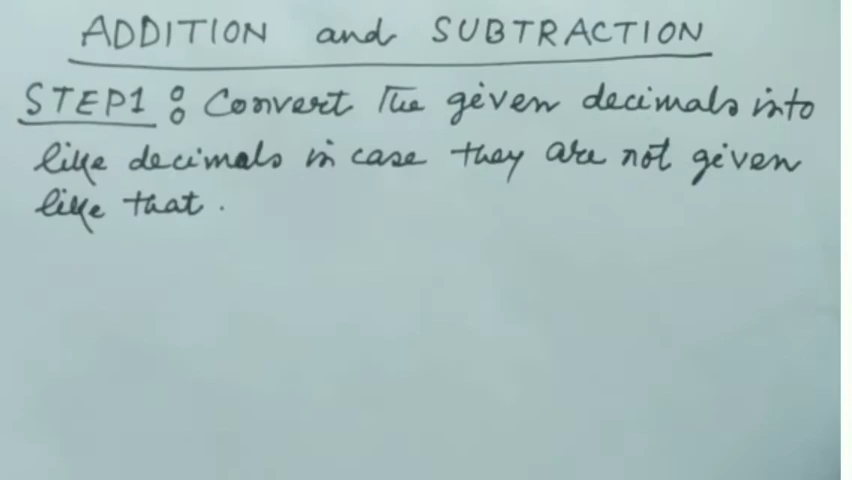 ADDITION and SUBTRACTION
STEP1 : Convert The given decimals into
like decimals in case they are not given
like that.